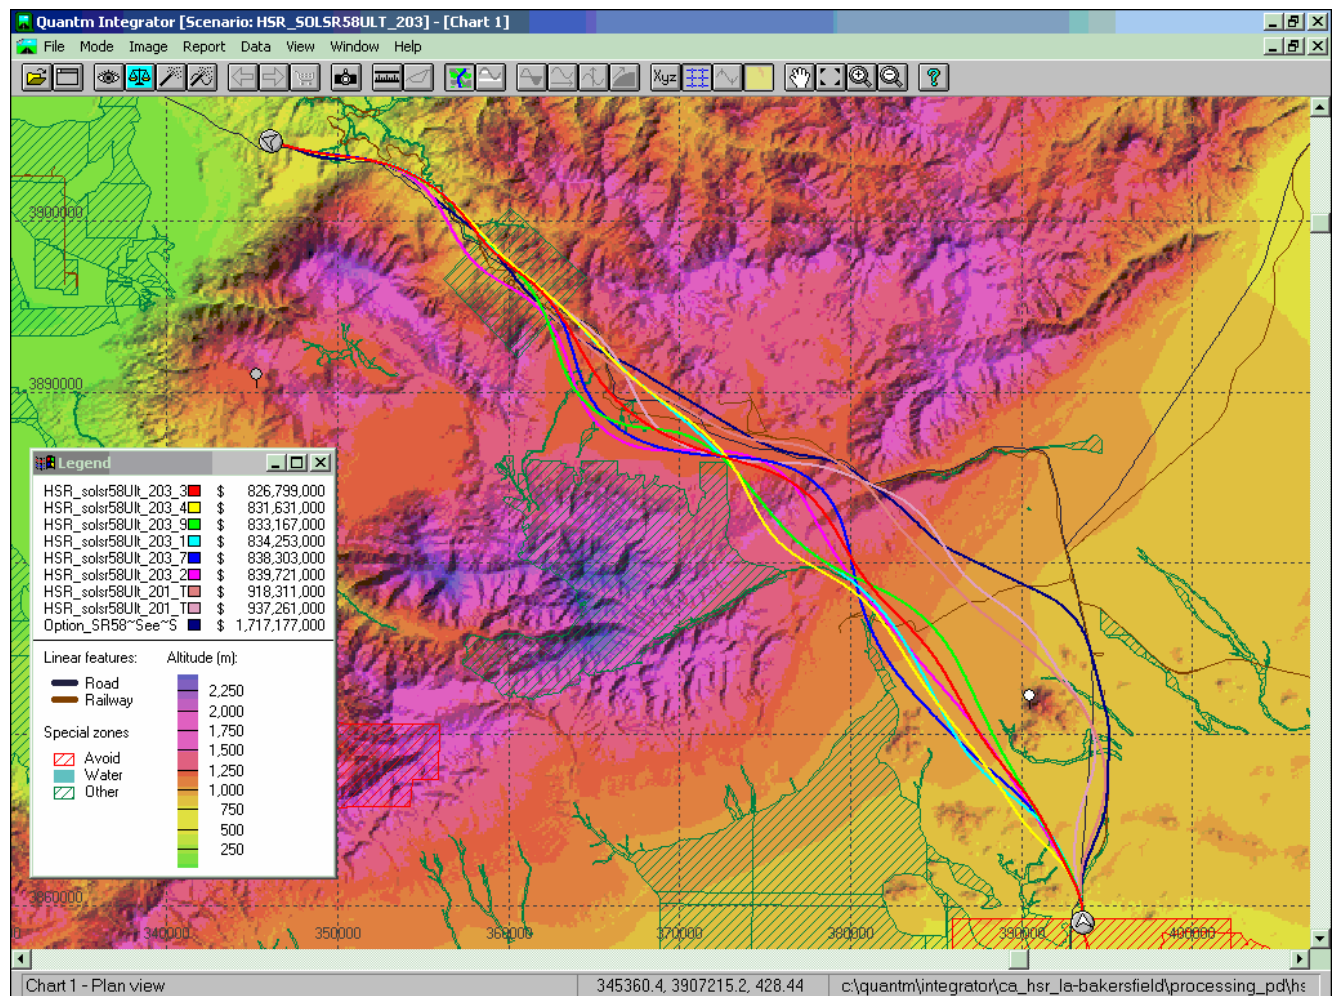 Quantm Integrator [Scenario: HSR_SOLSR58ULT_203] - [Chart 1]
File Mode Image Report Data View Window Help
Xyz
3900000
3890000
Legend
HSR_solsr58Ult_203_3 $ 826,799,000
HSR_solsr58Ult_203_4 $ 831,631,000
HSR_solsr58Ult_203_9 $ 833,167,000
HSR_solsr58Ult_203_1 $ 834,253,000
HSR_solsr58Ult_203_7 $ 838,303,000
HSR_solsr58Ult_203_2 $ 839,721,000
HSR_solsr58Ult_201_T $ 918,311,000
HSR_solsr58Ult_201_T $ 937,261,000
Option_SR58~See~S $ 1,717,177,000
Linear features: Altitude (m):
Road
Railway
Special zones
Avoid
Water
Other
2,250
2,000
1,750
1,500
1,250
1,000
750
500
250
3860000
340000 350000 360000 370000 380000 390000 400000
Chart 1 - Plan view 345360.4, 3907215.2, 428.44 c:\quantm\integrator\ca_hsr_la-bakersfield\processing_pd\hs